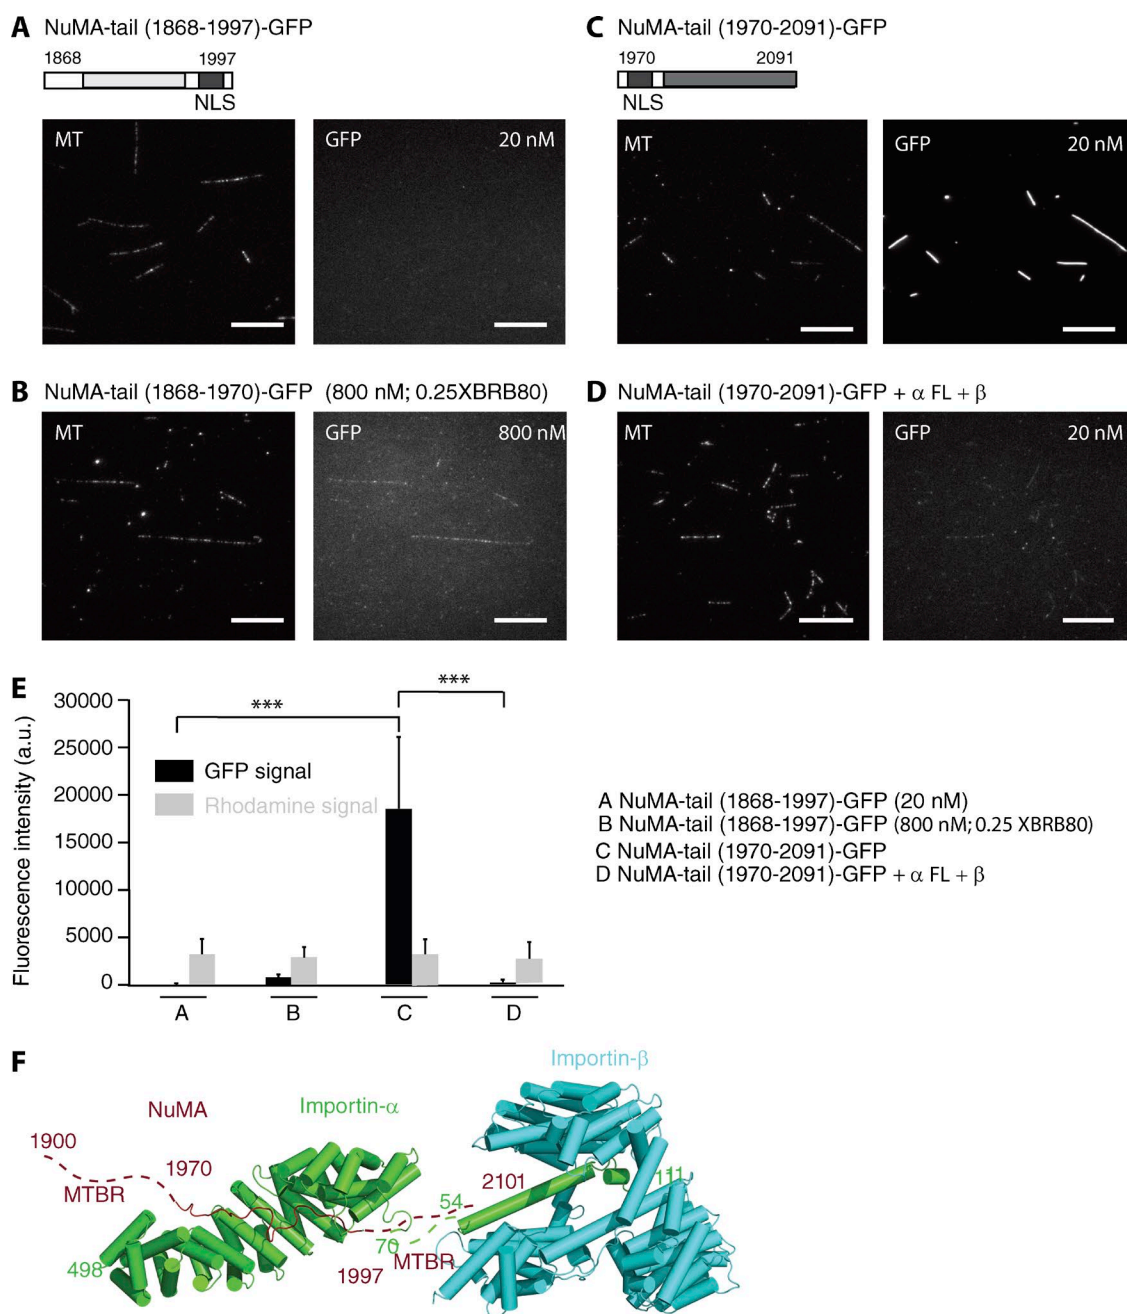 A NuMA-tail (1868-1997)-GFP
1868 1997
NLS
MT
GFP 20 nM
C NuMA-tail (1970-2091)-GFP
1970 2091
NLS
MT
GFP 20 nM
B NuMA-tail (1868-1970)-GFP (800 nM; 0.25XBRB80)
MT
GFP 800 nM
D NuMA-tail (1970-2091)-GFP + α FL + β
MT
GFP 20 nM
E
Fluorescence intensity (a.u.)
30000
25000
20000
15000
10000
5000
0
***
***
GFP signal
Rhodamine signal
A B C D
A NuMA-tail (1868-1997)-GFP (20 nM)
B NuMA-tail (1868-1997)-GFP (800 nM; 0.25 XBRB80)
C NuMA-tail (1970-2091)-GFP
D NuMA-tail (1970-2091)-GFP + α FL + β
F
Importin-β
NuMA
Importin-α
1900
1970
MTBR
2101
111
54
70
MTBR
498
1997